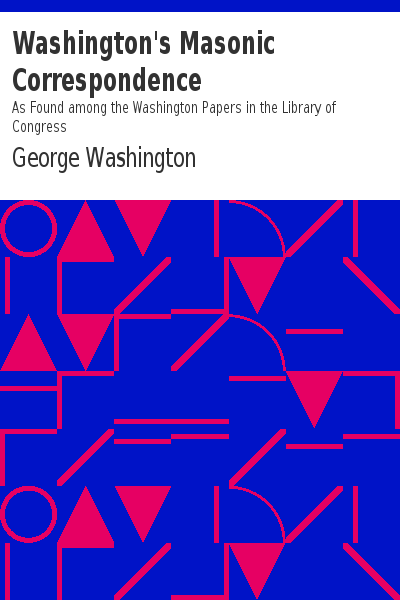 Washington's Masonic
Correspondence
As Found among the Washington Papers in the Library of
Congress
George Washington